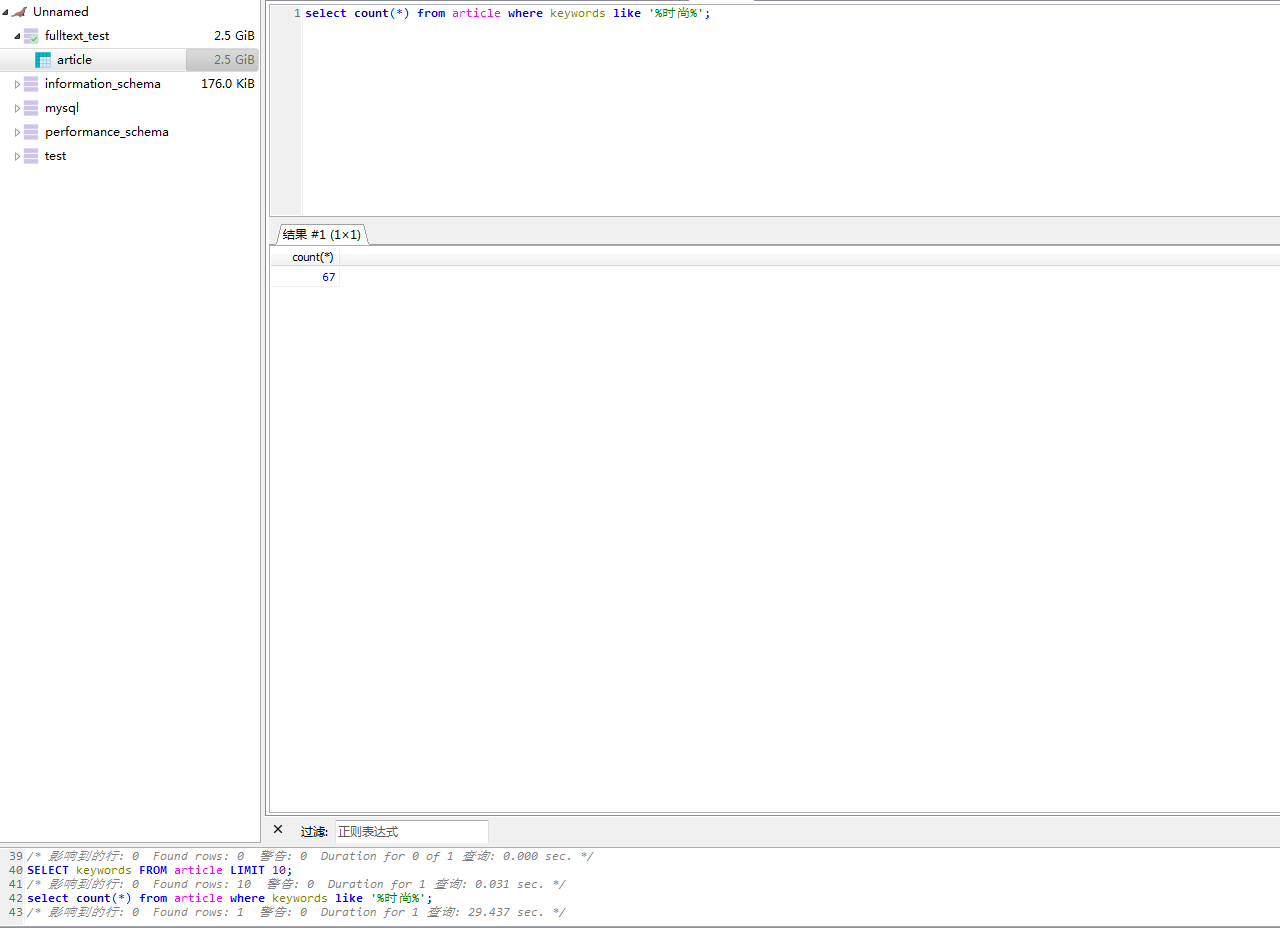 Unnamed
fulltext_test 2.5 GiB
article 2.5 GiB
information_schema 176.0 KiB
mysql
performance_schema
test
1 select count(*) from article where keywords like '%时尚%';
结果 #1 (1×1)
count(*)
67
过滤: 正则表达式
39 /* 影响到的行: 0 Found rows: 0 警告: 0 Duration for 0 of 1 查询: 0.000 sec. */
40 SELECT keywords FROM article LIMIT 10;
41 /* 影响到的行: 0 Found rows: 10 警告: 0 Duration for 1 查询: 0.031 sec. */
42 select count(*) from article where keywords like '%时尚%';
43 /* 影响到的行: 0 Found rows: 1 警告: 0 Duration for 1 查询: 29.437 sec. */